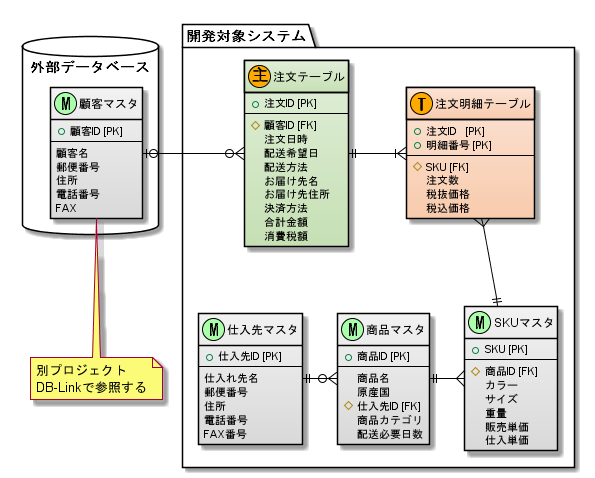 開発対象システム
外部データベース
M 顧客マスタ
顧客ID [PK]
顧客名
郵便番号
住所
電話番号
FAX
主 注文テーブル
注文ID [PK]
顧客ID [FK]
注文日時
配送希望日
配送方法
お届け先名
お届け先住所
決済方法
合計金額
消費税額
T 注文明細テーブル
注文ID [PK]
明細番号 [PK]
SKU [FK]
注文数
税抜価格
税込価格
別プロジェクト
DB-Linkで参照する
M 仕入先マスタ
仕入先ID [PK]
仕入れ先名
郵便番号
住所
電話番号
FAX番号
M 商品マスタ
商品ID [PK]
商品名
原産国
仕入先ID [FK]
商品カテゴリ
配送必要日数
M SKUマスタ
SKU [PK]
商品ID [FK]
カラー
サイズ
重量
販売単価
仕入単価